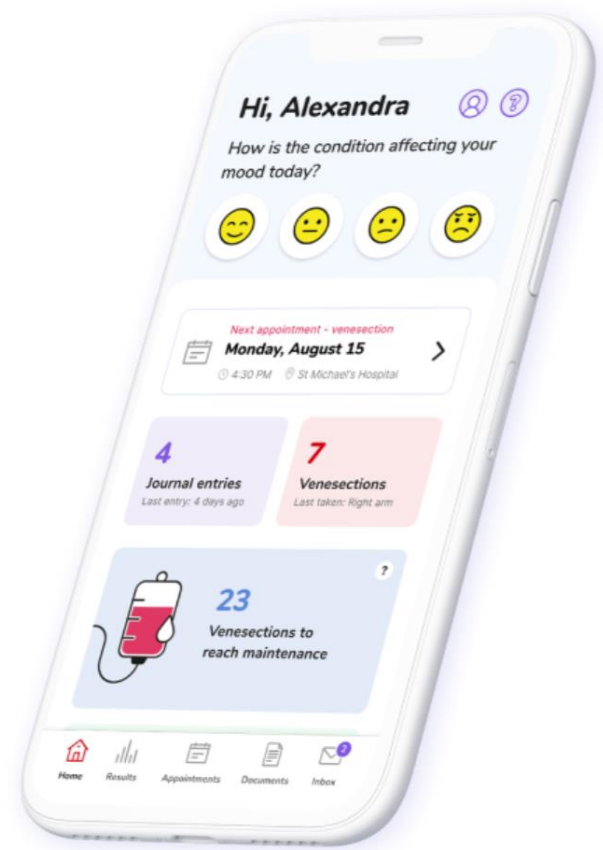 Hi, Alexandra
?
How is the condition affecting your
mood today?
Next appointment - venesection
Monday, August 15
4:30 PM St Michael's Hospital
4
Journal entries
Last entry: 4 days ago
7
Venesections
Last taken: Right arm
?
23
Venesections to
reach maintenance
2
Home Results Appointments Documents Inbox